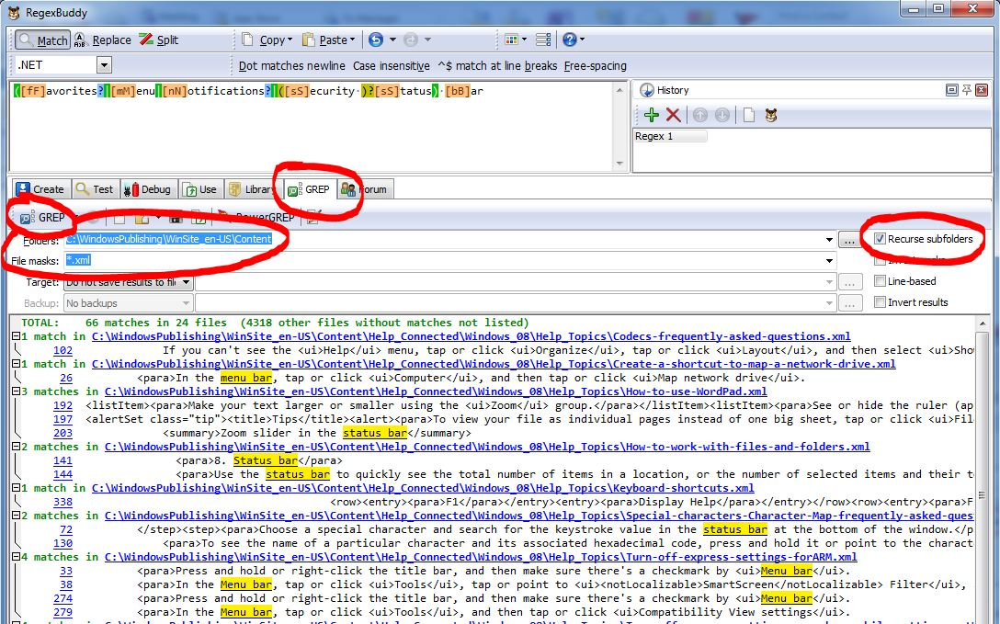 RegexBuddy
Match Replace Split Copy Paste
.NET Dot matches newline Case insensitive ^$ match at line breaks Free-spacing
([fF]avorites?|[mM]enu|[nN]otifications?|([sS]ecurity·)?[sS]tatus)·[bB]ar
History
Regex 1
Create Test Debug Use Library GREP Forum
GREP PowerGREP
Folders: C:\WindowsPublishing\WinSite_en-US\Content ... Recurse subfolders
File masks: *.xml
Target: Do not save results to file ... Line-based
Backup: No backups ... Invert results
TOTAL: 66 matches in 24 files (4318 other files without matches not listed)
1 match in C:\WindowsPublishing\WinSite_en-US\Content\Help_Connected\Windows_08\Help_Topics\Codecs-frequently-asked-questions.xml
102 If you can't see the <ui>Help</ui> menu, tap or click <ui>Organize</ui>, tap or click <ui>Layout</ui>, and then select <ui>Sho
1 match in C:\WindowsPublishing\WinSite_en-US\Content\Help_Connected\Windows_08\Help_Topics\Create-a-shortcut-to-map-a-network-drive.xml
26 <para>In the menu bar, tap or click <ui>Computer</ui>, and then tap or click <ui>Map network drive</ui>.
3 matches in C:\WindowsPublishing\WinSite_en-US\Content\Help_Connected\Windows_08\Help_Topics\How-to-use-WordPad.xml
192 <listItem><para>Make your text larger or smaller using the <ui>Zoom</ui> group.</para></listItem><listItem><para>See or hide the ruler (ap
197 <alertSet class="tip"><title>Tips</title><alert><para>To view your file as individual pages instead of one big sheet, tap or click <ui>Fil
203 <summary>Zoom slider in the status bar</summary>
2 matches in C:\WindowsPublishing\WinSite_en-US\Content\Help_Connected\Windows_08\Help_Topics\How-to-work-with-files-and-folders.xml
141 <para>8. Status bar</para>
144 <para>Use the status bar to quickly see the total number of items in a location, or the number of selected items and their to
1 match in C:\WindowsPublishing\WinSite_en-US\Content\Help_Connected\Windows_08\Help_Topics\Keyboard-shortcuts.xml
338 <row><entry><para>F1</para></entry><entry><para>Display Help</para></entry></row><row><entry><para>F
2 matches in C:\WindowsPublishing\WinSite_en-US\Content\Help_Connected\Windows_08\Help_Topics\Special-characters-Character-Map-frequently-asked-ques
72 </step><step><para>Choose a special character and search for the keystroke value in the status bar at the bottom of the window.</p
130 <para>To see the name of a particular character and its associated hexadecimal code, press and hold it or point to the charact
4 matches in C:\WindowsPublishing\WinSite_en-US\Content\Help_Connected\Windows_08\Help_Topics\Turn-off-express-settings-forARM.xml
33 <para>Press and hold or right-click the title bar, and then make sure there's a checkmark by <ui>Menu bar</ui>.
38 <para>In the Menu bar, tap or click <ui>Tools</ui>, tap or point to <ui><notLocalizable>SmartScreen</notLocalizable> Filter</ui>,
274 <para>Press and hold or right-click the title bar, and then make sure there's a checkmark by <ui>Menu bar</ui>.
279 <para>In the Menu bar, tap or click <ui>Tools</ui>, and then tap or click <ui>Compatibility View settings</ui>.